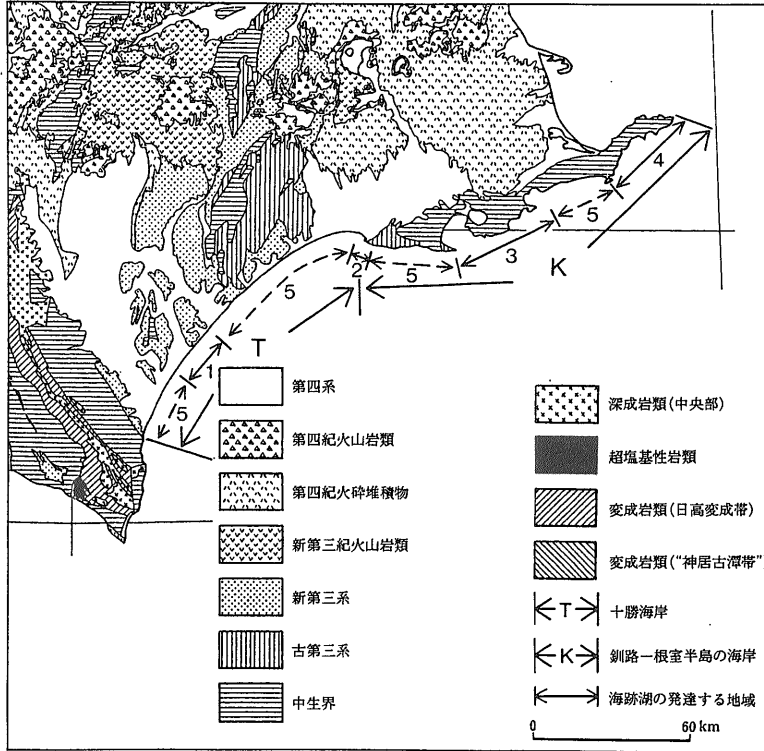 4
5
3
K
5
2
5
T
1
5
第四系
第四紀火山岩類
第四紀火砕堆積物
新第三紀火山岩類
新第三系
古第三系
中生界
深成岩類(中央部)
超塩基性岩類
変成岩類(日高変成帯)
変成岩類("神居古潭帯"
T 十勝海岸
K 釧路一根室半島の海岸
海跡湖の発達する地域
0 60 km